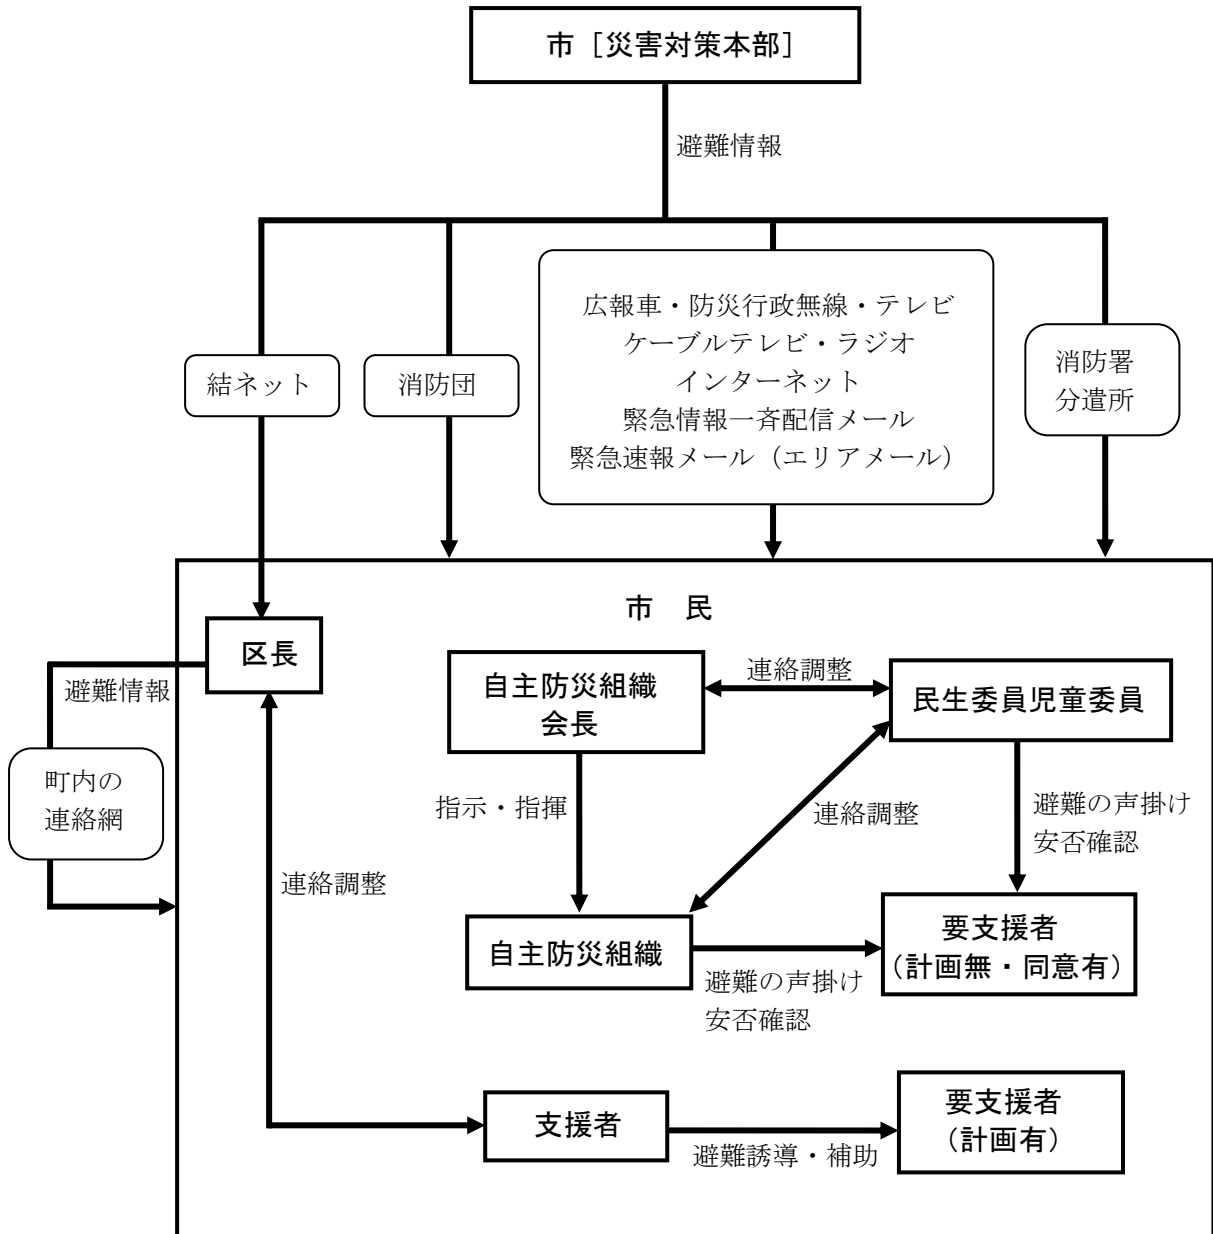 市［災害対策本部］
避難情報
結ネット
消防団
広報車・防災行政無線・テレビ
ケーブルテレビ・ラジオ
インターネット
緊急情報一斉配信メール
緊急速報メール（エリアメール）
消防署
分遣所
市　民
区長
避難情報
町内の
連絡網
自主防災組織
会長
連絡調整
民生委員児童委員
指示・指揮
連絡調整
避難の声掛け
安否確認
連絡調整
自主防災組織
避難の声掛け
安否確認
要支援者
（計画無・同意有）
支援者
避難誘導・補助
要支援者
（計画有）